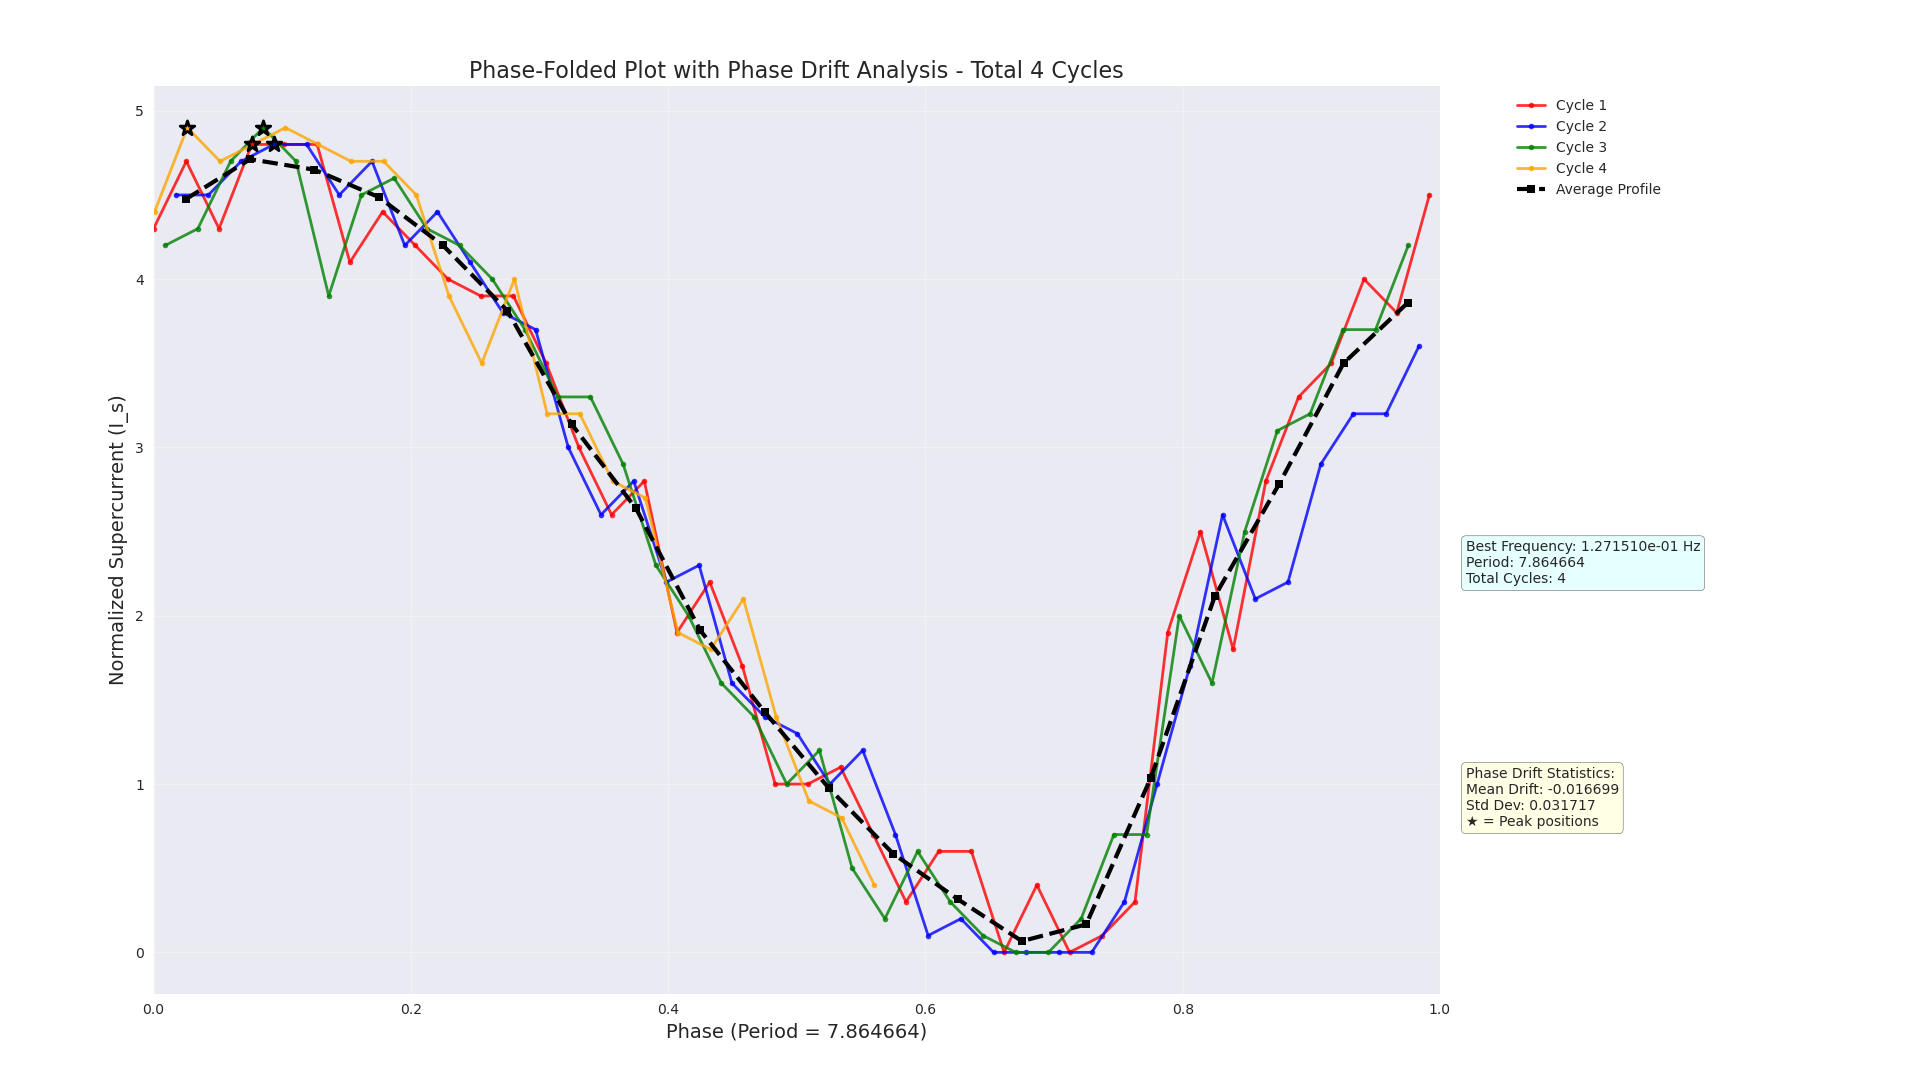 Phase-Folded Plot with Phase Drift Analysis - Total 4 Cycles
Normalized Supercurrent (I_s)
5
4
3
2
1
0
0.0
0.2
0.4
0.6
0.8
1.0
Phase (Period = 7.864664)
Cycle 1
Cycle 2
Cycle 3
Cycle 4
Average Profile
Best Frequency: 1.271510e-01 Hz
Period: 7.864664
Total Cycles: 4
Phase Drift Statistics:
Mean Drift: -0.016699
Std Dev: 0.031717
★ = Peak positions